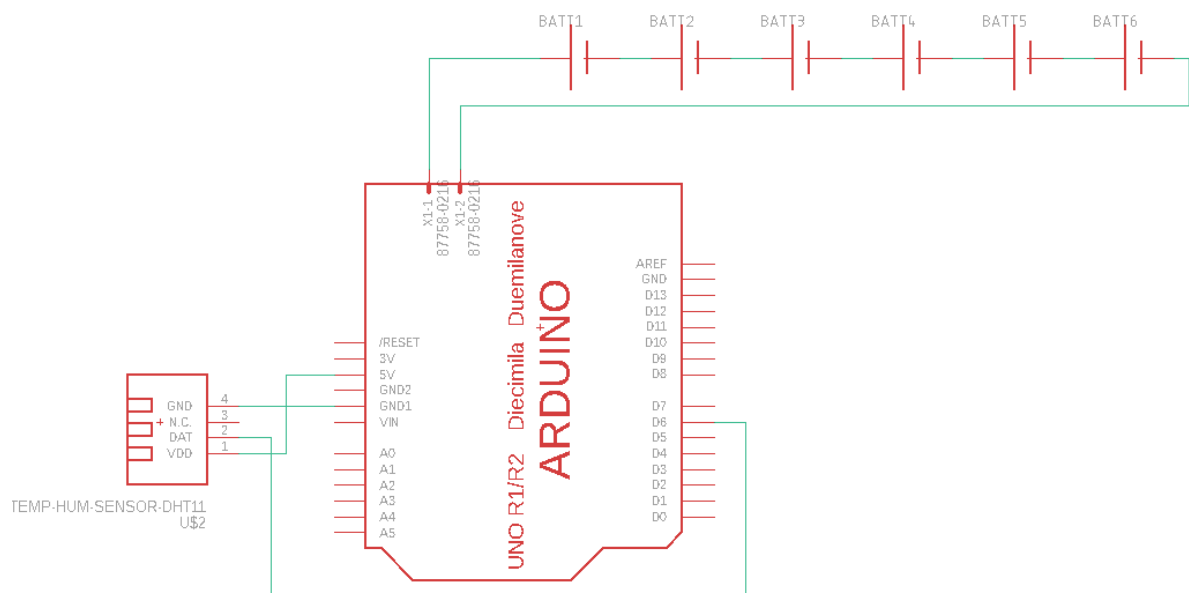 BATT1 BATT2 BATT3 BATT4 BATT5 BATT6
X1-1
87758-0216
X1-2
87758-0216
UNO R1/R2 Diecimila Duemilanove
ARDUINO
/RESET
3V
5V
GND2
GND1
VIN
A0
A1
A2
A3
A4
A5
AREF
GND
D13
D12
D11
D10
D9
D8
D7
D6
D5
D4
D3
D2
D1
D0
GND 4
N.C. 3
DAT 2
VDD 1
TEMP-HUM-SENSOR-DHT11
U$2